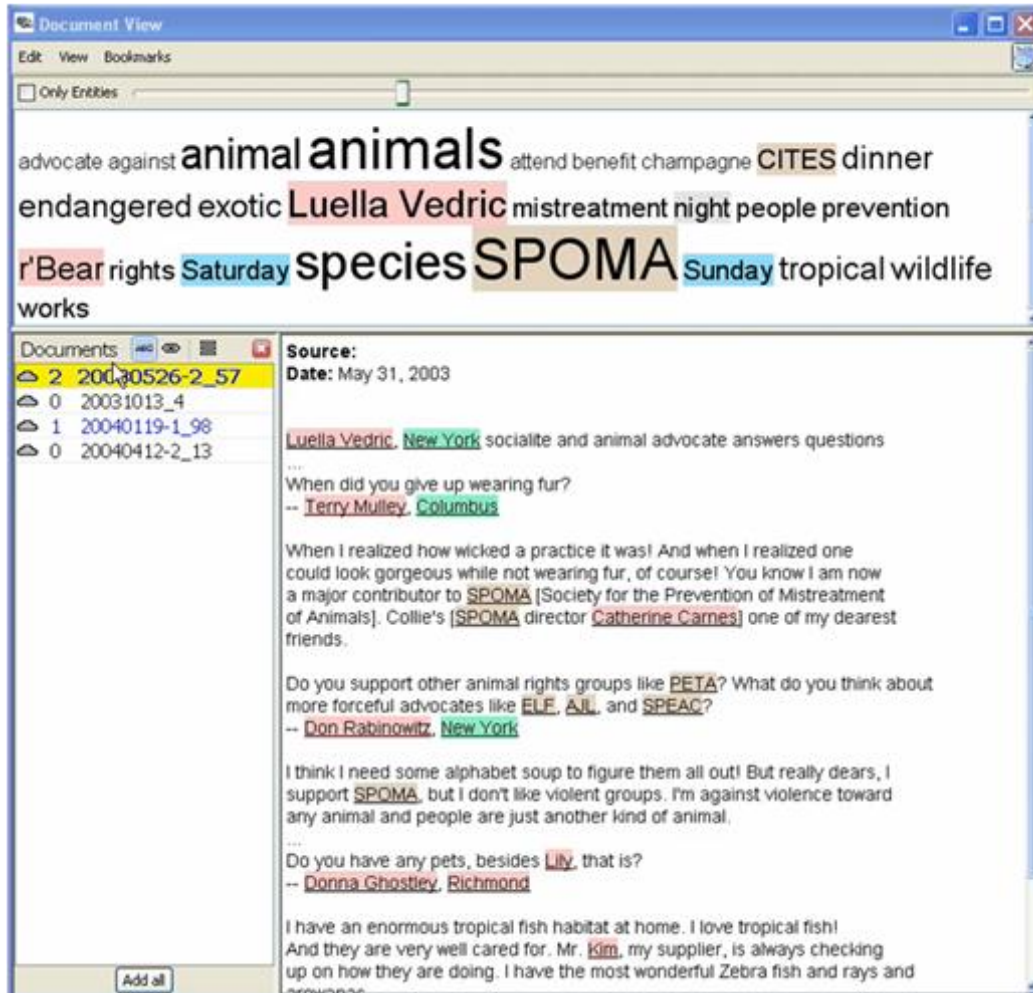 Document View
Edit View Bookmarks
Only Entities
advocate against animal animals attend benefit champagne CITES dinner
endangered exotic Luella Vedric mistreatment night people prevention
r'Bear rights Saturday species SPOMA Sunday tropical wildlife
works
Documents
2 20030526-2_57
0 20031013_4
1 20040119-1_98
0 20040412-2_13
Add all
Source:
Date: May 31, 2003
Luella Vedric, New York socialite and animal advocate answers questions
...
When did you give up wearing fur?
-- Terry Mulley, Columbus
When I realized how wicked a practice it was! And when I realized one
could look gorgeous while not wearing fur, of course! You know I am now
a major contributor to SPOMA [Society for the Prevention of Mistreatment
of Animals]. Collie's [SPOMA director Catherine Carnes] one of my dearest
friends.
Do you support other animal rights groups like PETA? What do you think about
more forceful advocates like ELF, AJL, and SPEAC?
-- Don Rabinowitz, New York
I think I need some alphabet soup to figure them all out! But really dears, I
support SPOMA, but I don't like violent groups. I'm against violence toward
any animal and people are just another kind of animal.
...
Do you have any pets, besides Lily, that is?
-- Donna Ghostley, Richmond
I have an enormous tropical fish habitat at home. I love tropical fish!
And they are very well cared for. Mr. Kim, my supplier, is always checking
up on how they are doing. I have the most wonderful Zebra fish and rays and